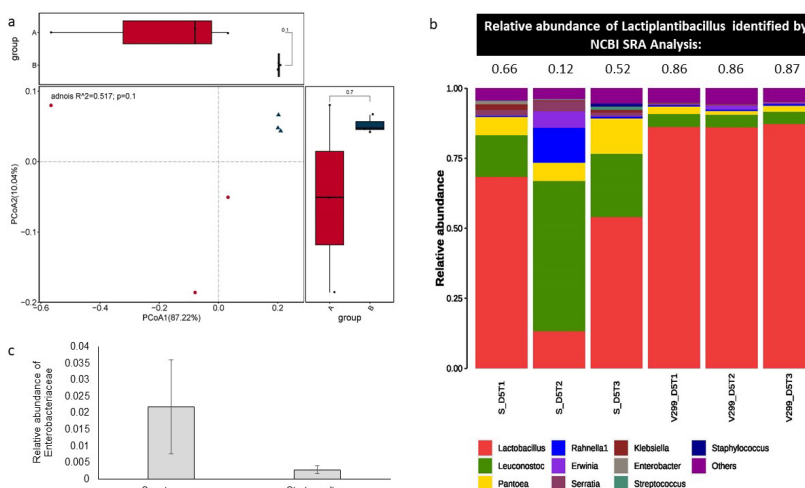 a
group
A
B
0.1
adnois R^2=0.517; p=0.1
0.1
0.0
-0.1
-0.2
PCoA2(10.04%)
-0.6
-0.4
-0.2
0.0
0.2
PCoA1(87.22%)
0.7
A
B
group
b
Relative abundance of Lactiplantibacillus identified by
NCBI SRA Analysis:
0.66 0.12 0.52 0.86 0.86 0.87
Relative abundance
1.00
0.75
0.50
0.25
0.00
S_D5T1
S_D5T2
S_D5T3
V299_D5T1
V299_D5T2
V299_D5T3
Lactobacillus Rahnella1 Klebsiella Staphylococcus
Leuconostoc Erwinia Enterobacter Others
Pantoea Serratia Streptococcus
c
Relative abundance of
Enterobacteriaceae
0.04
0.035
0.03
0.025
0.02
0.015
0.01
0.005
0